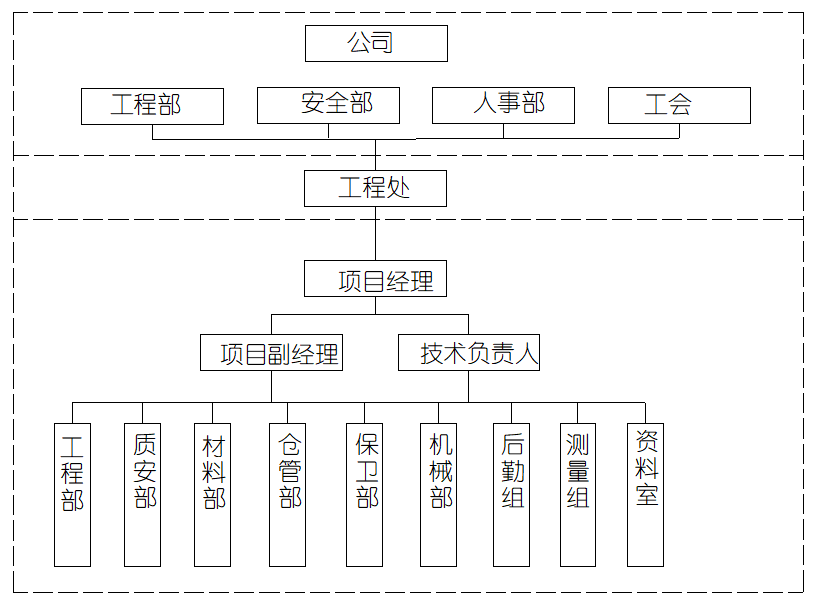 公司
工程部
安全部
人事部
工会
工程处
项目经理
项目副经理
技术负责人
工程部
质安部
材料部
仓管部
保卫部
机械部
后勤组
测量组
资料室